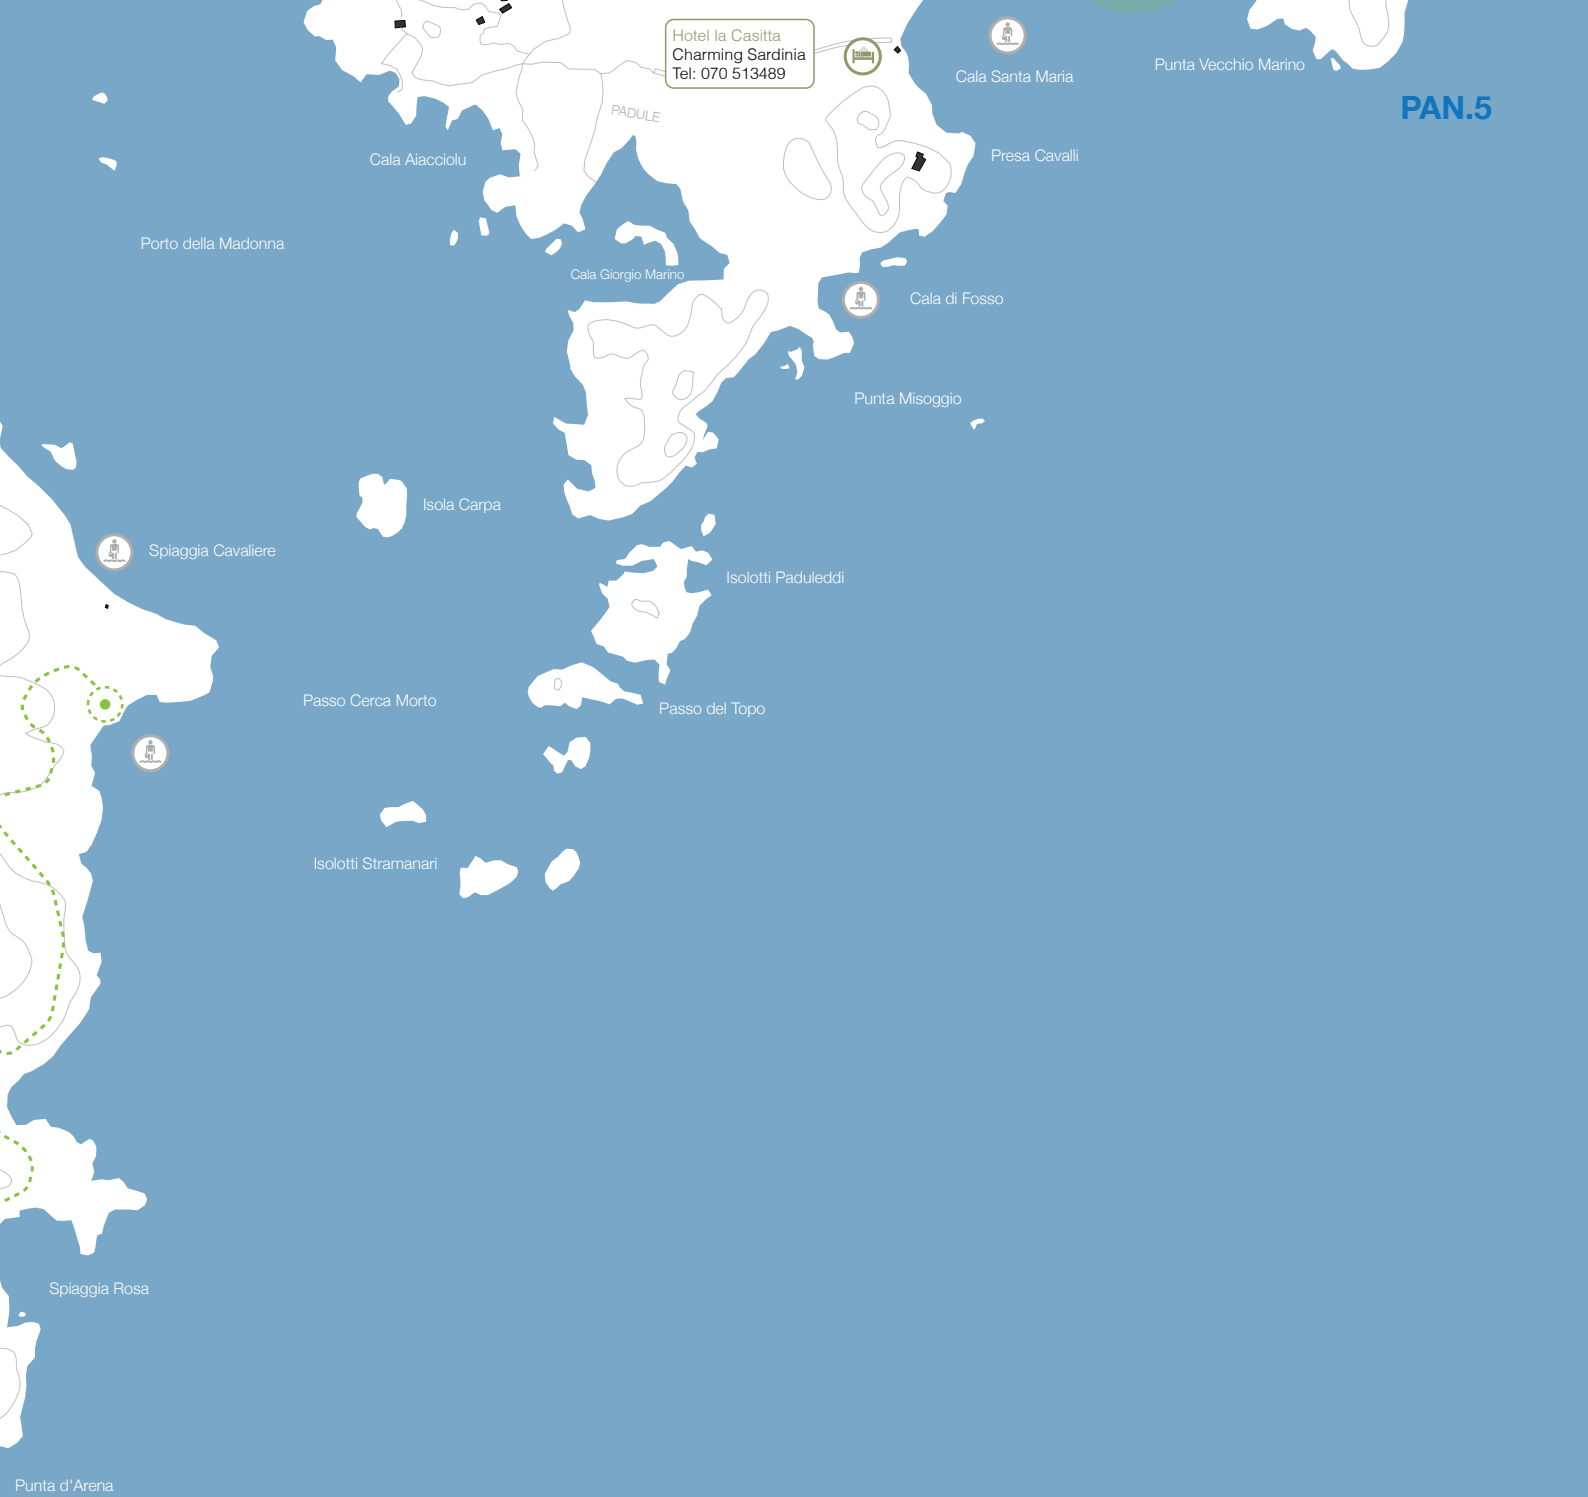 Hotel la Casitta
Charming Sardinia
Tel: 070 513489
Cala Santa Maria
Punta Vecchio Marino
PAN.5
PADULE
Cala Aiacciolu
Presa Cavalli
Porto della Madonna
Cala Giorgio Marino
Cala di Fosso
Punta Misoggio
Isola Carpa
Spiaggia Cavaliere
Isolotti Paduleddi
Passo Cerca Morto
Passo del Topo
Isolotti Stramanari
Spiaggia Rosa
Punta d'Arena